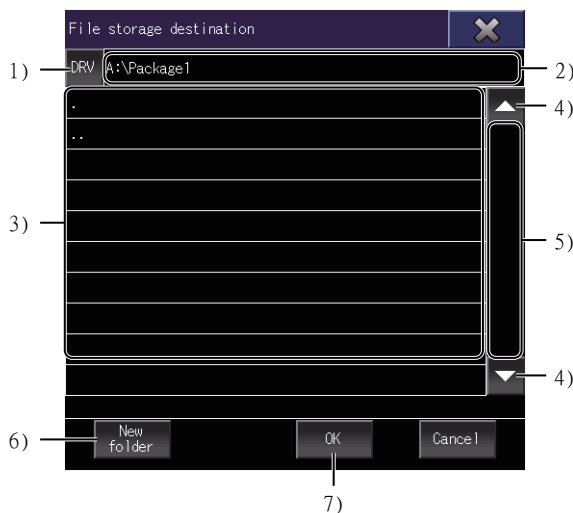 File storage destination
1)
DRV
A:\Package1
2)
.
4)
..
3)
5)
4)
6)
New
folder
OK
Cancel
7)